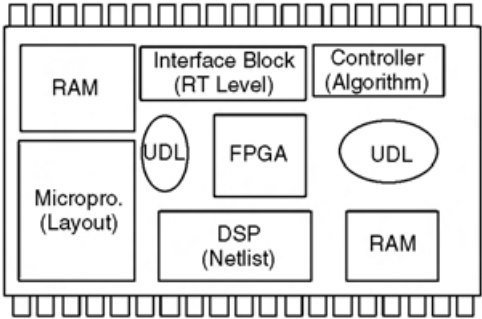 RAM
Interface Block
(RT Level)
Controller
(Algorithm)
UDL
FPGA
UDL
Micropro.
(Layout)
DSP
(Netlist)
RAM